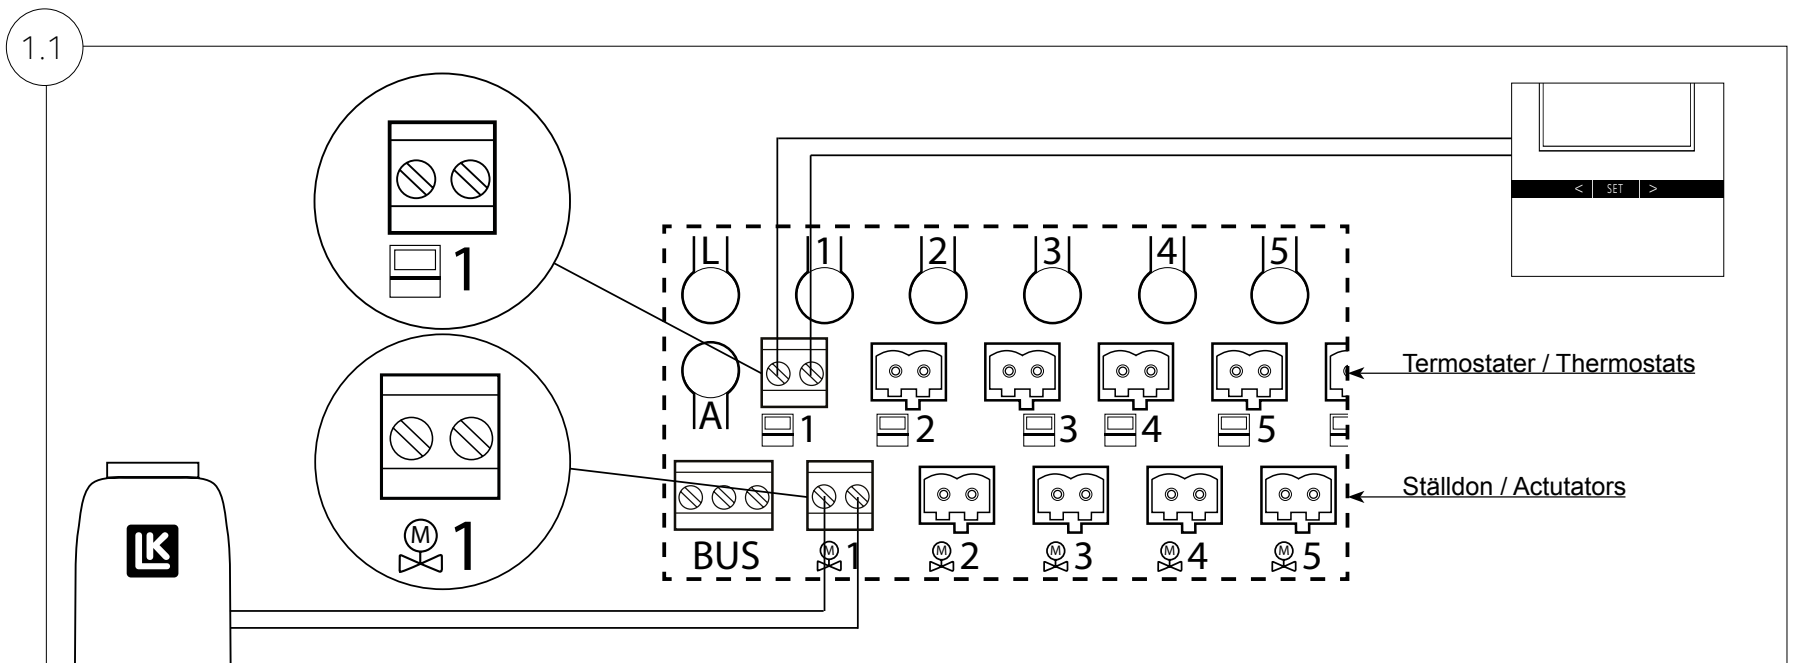 1.1
1
< SET >
L 1 2 3 4 5
Termostater / Thermostats
A
1 2 3 4 5
Ställdon / Actutators
M 1
LK
BUS M 1 M 2 M 3 M 4 M 5